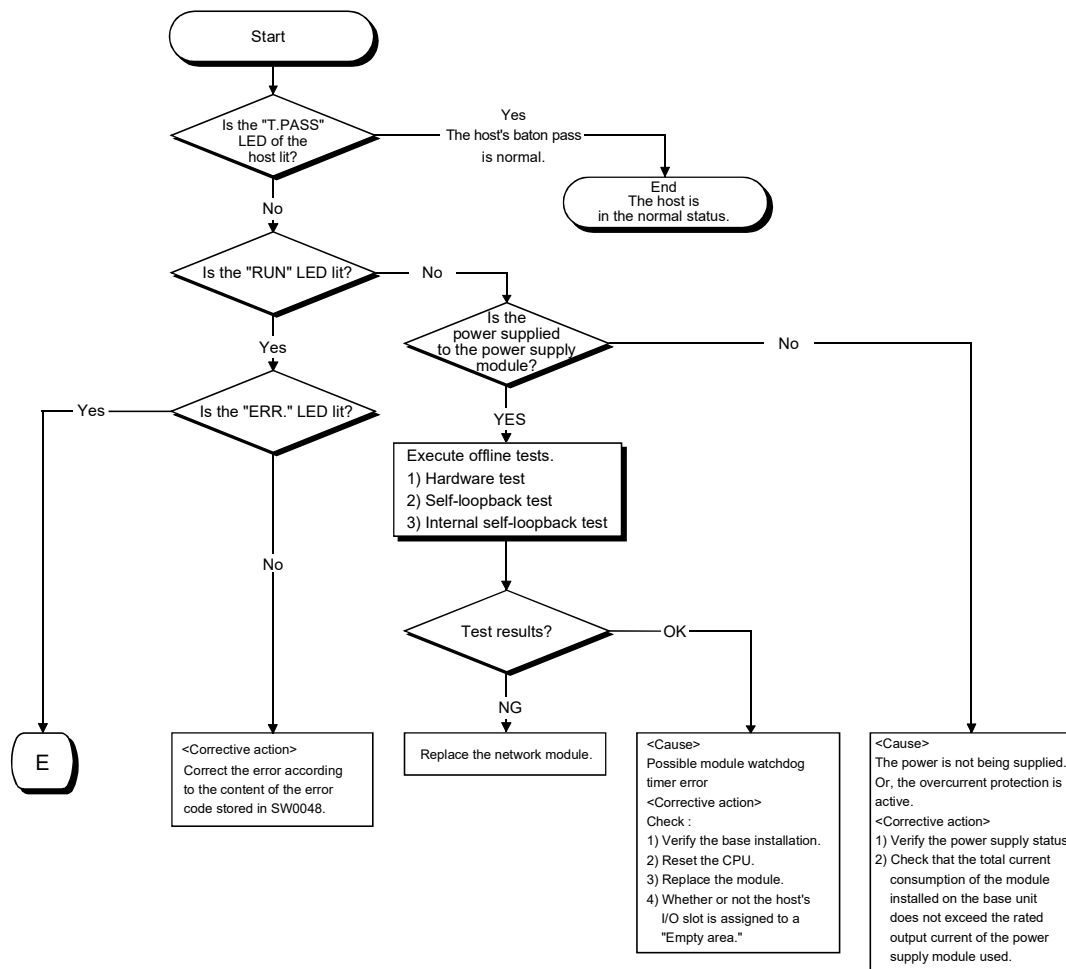 Start
Is the "T.PASS"
LED of the
host lit?
Yes
The host's baton pass
is normal.
End
The host is
in the normal status.
No
Is the "RUN" LED lit?
No
Is the
power supplied
to the power supply
module?
No
Yes
Is the "ERR." LED lit?
Yes
YES
Execute offline tests.
1) Hardware test
2) Self-loopback test
3) Internal self-loopback test
No
Test results?
OK
NG
E
<Corrective action>
Correct the error according
to the content of the error
code stored in SW0048.
Replace the network module.
<Cause>
Possible module watchdog
timer error
<Corrective action>
Check :
1) Verify the base installation.
2) Reset the CPU.
3) Replace the module.
4) Whether or not the host's
I/O slot is assigned to a
"Empty area."
<Cause>
The power is not being supplied.
Or, the overcurrent protection is
active.
<Corrective action>
1) Verify the power supply status
2) Check that the total current
consumption of the module
installed on the base unit
does not exceed the rated
output current of the power
supply module used.